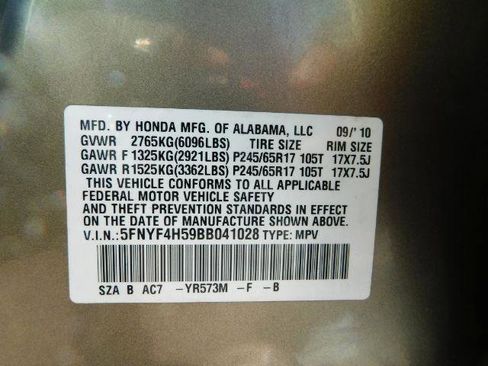 MFD. BY HONDA MFG. OF ALABAMA, LLC 09/'10
GVWR 2765KG(6096LBS) TIRE SIZE RIM SIZE
GAWR F 1325KG(2921LBS) P245/65R17 105T 17X7.5J
GAWR R 1525KG(3362LBS) P245/65R17 105T 17X7.5J
THIS VEHICLE CONFORMS TO ALL APPLICABLE
FEDERAL MOTOR VEHICLE SAFETY
AND THEFT PREVENTION STANDARDS IN EFFECT
ON THE DATE OF MANUFACTURE SHOWN ABOVE.
V.I.N.:5FNYF4H59BB041028 TYPE: MPV
SZA B AC7 -YR573M -F -B